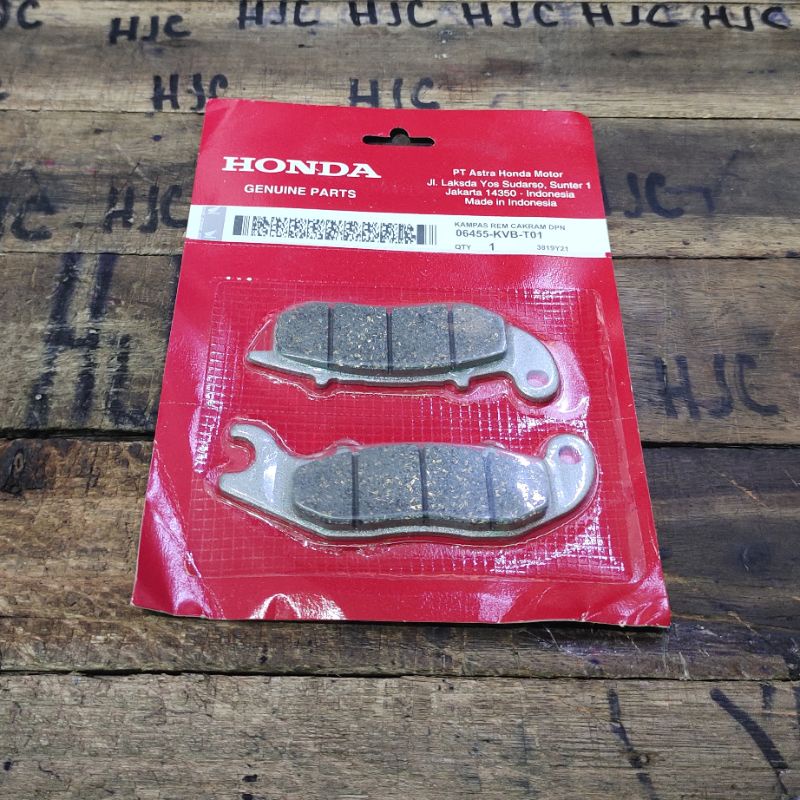 HJC HJC HJC HJC HJC
HJC HJC
HONDA
GENUINE PARTS
PT Astra Honda Motor
Jl. Laksda Yos Sudarso, Sunter 1
Jakarta 14350 - Indonesia
Made in Indonesia
KAMPAS REM CAKRAM DPN
06455-KVB-T01
QTY 1 3819Y21
HJC
HJC
HJC